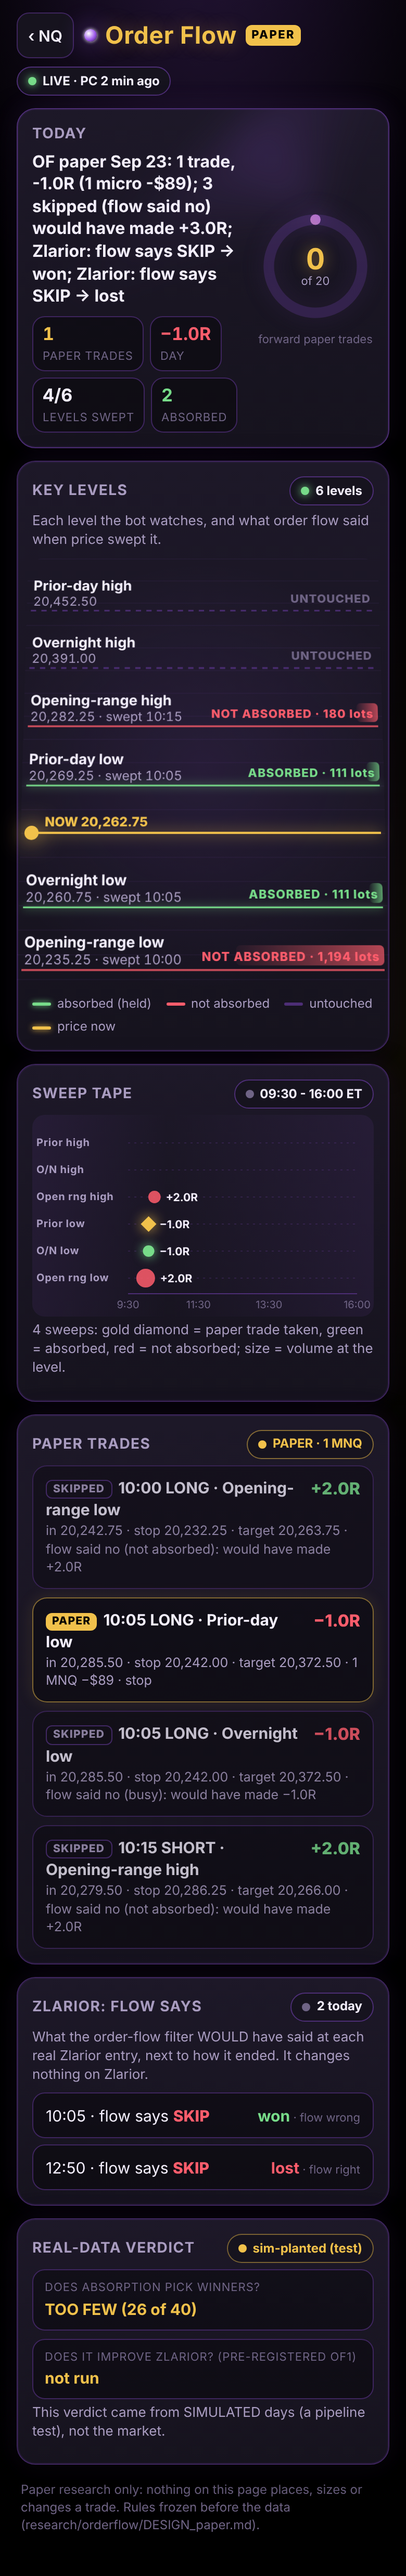 ‹ NQ
Order Flow
PAPER
LIVE · PC 2 min ago
TODAY
OF paper Sep 23: 1 trade,
-1.0R (1 micro -$89); 3
skipped (flow said no)
would have made +3.0R;
Zlarior: flow says SKIP →
won; Zlarior: flow says
SKIP → lost
0
of 20
forward paper trades
1
PAPER TRADES
−1.0R
DAY
4/6
LEVELS SWEPT
2
ABSORBED
KEY LEVELS
6 levels
Each level the bot watches, and what order flow said
when price swept it.
Prior-day high
20,452.50
UNTOUCHED
Overnight high
20,391.00
UNTOUCHED
Opening-range high
20,282.25 · swept 10:15
NOT ABSORBED · 180 lots
Prior-day low
20,269.25 · swept 10:05
ABSORBED · 111 lots
NOW 20,262.75
Overnight low
20,260.75 · swept 10:05
ABSORBED · 111 lots
Opening-range low
20,235.25 · swept 10:00
NOT ABSORBED · 1,194 lots
absorbed (held)
not absorbed
untouched
price now
SWEEP TAPE
09:30 - 16:00 ET
Prior high
O/N high
Open rng high
+2.0R
Prior low
−1.0R
O/N low
−1.0R
Open rng low
+2.0R
9:30
11:30
13:30
16:00
4 sweeps: gold diamond = paper trade taken, green
= absorbed, red = not absorbed; size = volume at the
level.
PAPER TRADES
PAPER · 1 MNQ
SKIPPED 10:00 LONG · Opening-
range low
+2.0R
in 20,242.75 · stop 20,232.25 · target 20,263.75 ·
flow said no (not absorbed): would have made
+2.0R
PAPER 10:05 LONG · Prior-day
low
−1.0R
in 20,285.50 · stop 20,242.00 · target 20,372.50 · 1
MNQ −$89 · stop
SKIPPED 10:05 LONG · Overnight
low
−1.0R
in 20,285.50 · stop 20,242.00 · target 20,372.50 ·
flow said no (busy): would have made −1.0R
SKIPPED 10:15 SHORT ·
Opening-range high
+2.0R
in 20,279.50 · stop 20,286.25 · target 20,266.00 ·
flow said no (not absorbed): would have made
+2.0R
ZLARIOR: FLOW SAYS
2 today
What the order-flow filter WOULD have said at each
real Zlarior entry, next to how it ended. It changes
nothing on Zlarior.
10:05 · flow says SKIP
won · flow wrong
12:50 · flow says SKIP
lost · flow right
REAL-DATA VERDICT
sim-planted (test)
DOES ABSORPTION PICK WINNERS?
TOO FEW (26 of 40)
DOES IT IMPROVE ZLARIOR? (PRE-REGISTERED OF1)
not run
This verdict came from SIMULATED days (a pipeline
test), not the market.
Paper research only: nothing on this page places, sizes or
changes a trade. Rules frozen before the data
(research/orderflow/DESIGN_paper.md).